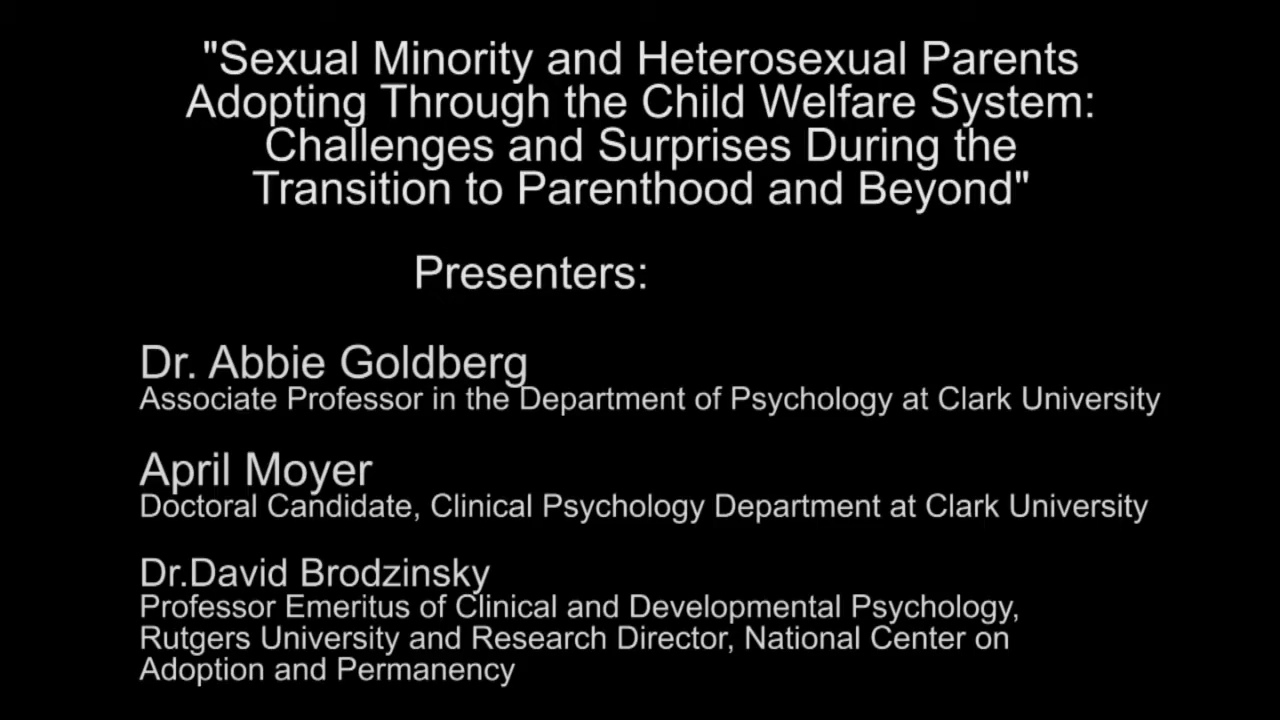 "Sexual Minority and Heterosexual Parents
Adopting Through the Child Welfare System:
Challenges and Surprises During the
Transition to Parenthood and Beyond"
Presenters:
Dr. Abbie Goldberg
Associate Professor in the Department of Psychology at Clark University
April Moyer
Doctoral Candidate, Clinical Psychology Department at Clark University
Dr.David Brodzinsky
Professor Emeritus of Clinical and Developmental Psychology,
Rutgers University and Research Director, National Center on
Adoption and Permanency